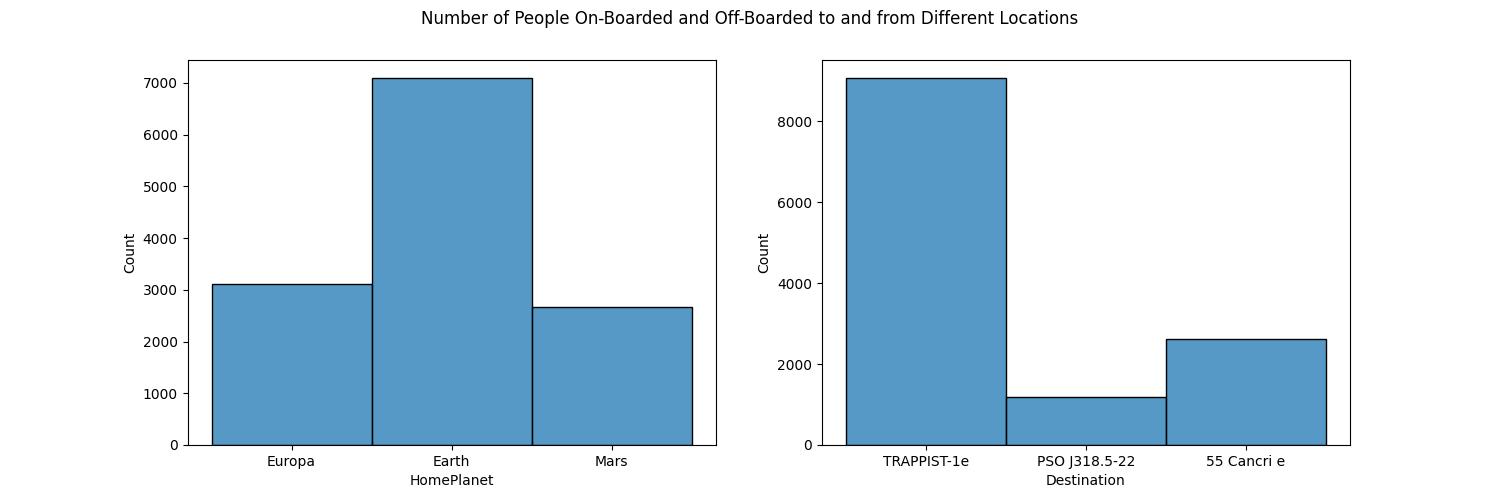 Number of People On-Boarded and Off-Boarded to and from Different Locations
7000
6000
5000
4000
3000
2000
1000
0
Count
Europa Earth Mars
HomePlanet
8000
6000
4000
2000
0
Count
TRAPPIST-1e PSO J318.5-22 55 Cancri e
Destination